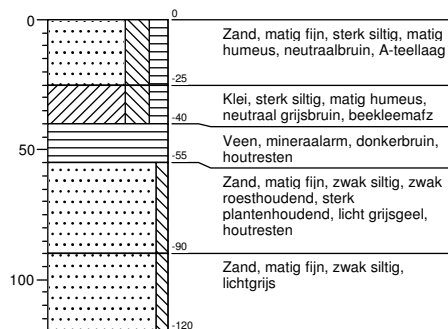 0
0
Zand, matig fijn, sterk siltig, matig
humeus, neutraalbruin, A-teellaag
-25
Klei, sterk siltig, matig humeus,
neutraal grijsbruin, beekleemafz
-40
Veen, mineraalarm, donkerbruin,
houtresten
50
-55
Zand, matig fijn, zwak siltig, zwak
roesthoudend, sterk
plantenhoudend, licht grijsgeel,
houtresten
-90
Zand, matig fijn, zwak siltig,
lichtgrijs
100
-120